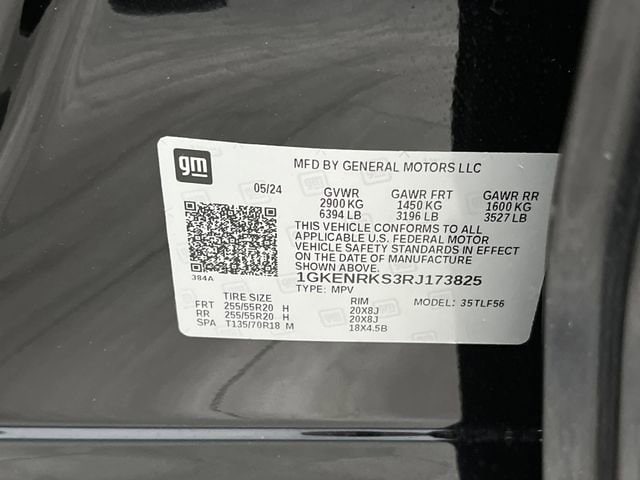 gm
MFD BY GENERAL MOTORS LLC
05/24
GVWR GAWR FRT GAWR RR
2900 KG 1450 KG 1600 KG
6394 LB 3196 LB 3527 LB
THIS VEHICLE CONFORMS TO ALL
APPLICABLE U.S. FEDERAL MOTOR
VEHICLE SAFETY STANDARDS IN EFFECT
ON THE DATE OF MANUFACTURE
SHOWN ABOVE.
384A
1GKENRKS3RJ173825
TYPE: MPV
TIRE SIZE RIM MODEL: 35TLF56
FRT 255/55R20 H 20X8J
RR 255/55R20 H 20X8J
SPA T135/70R18 M 18X4.5B